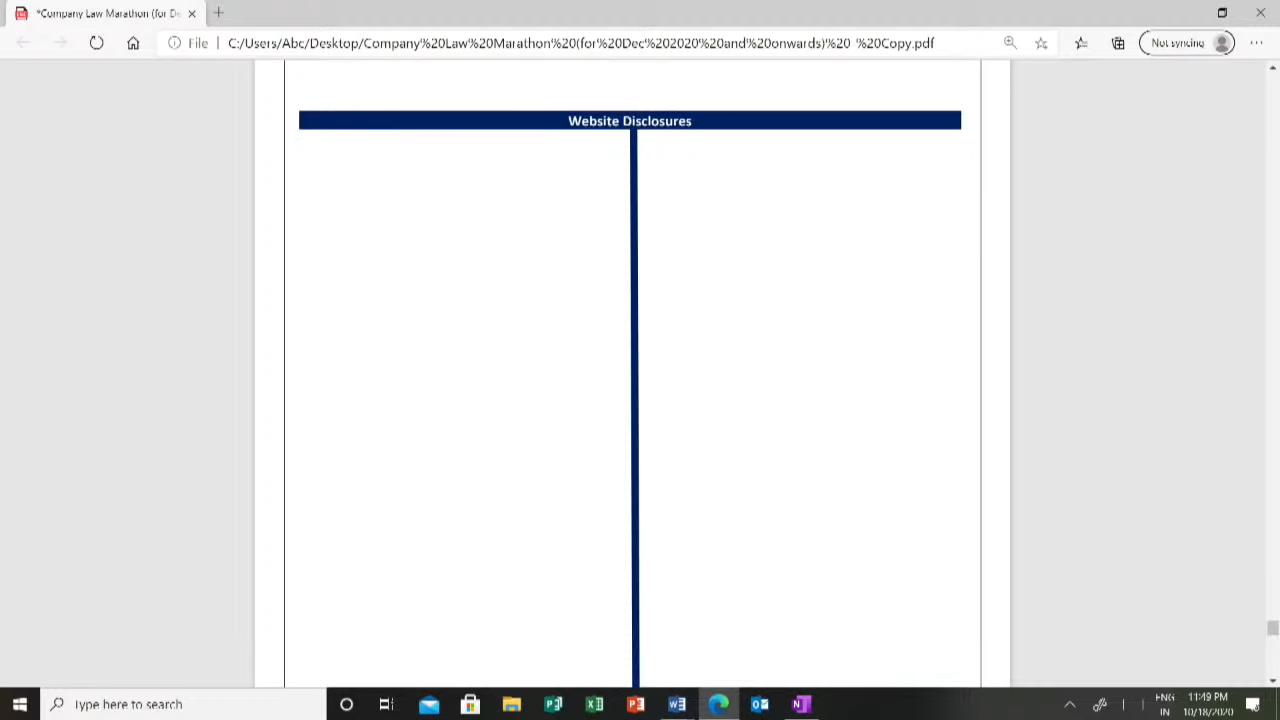 *Company Law Marathon (for De
File
C:/Users/Abc/Desktop/Company%20Law%20Marathon%20(for%20Dec%202020%20and%20onwards)%20 %20Copy.pdf
Not syncing
Website Disclosures
Type here to search
ENG
IN
11:49 PM
10/18/2020